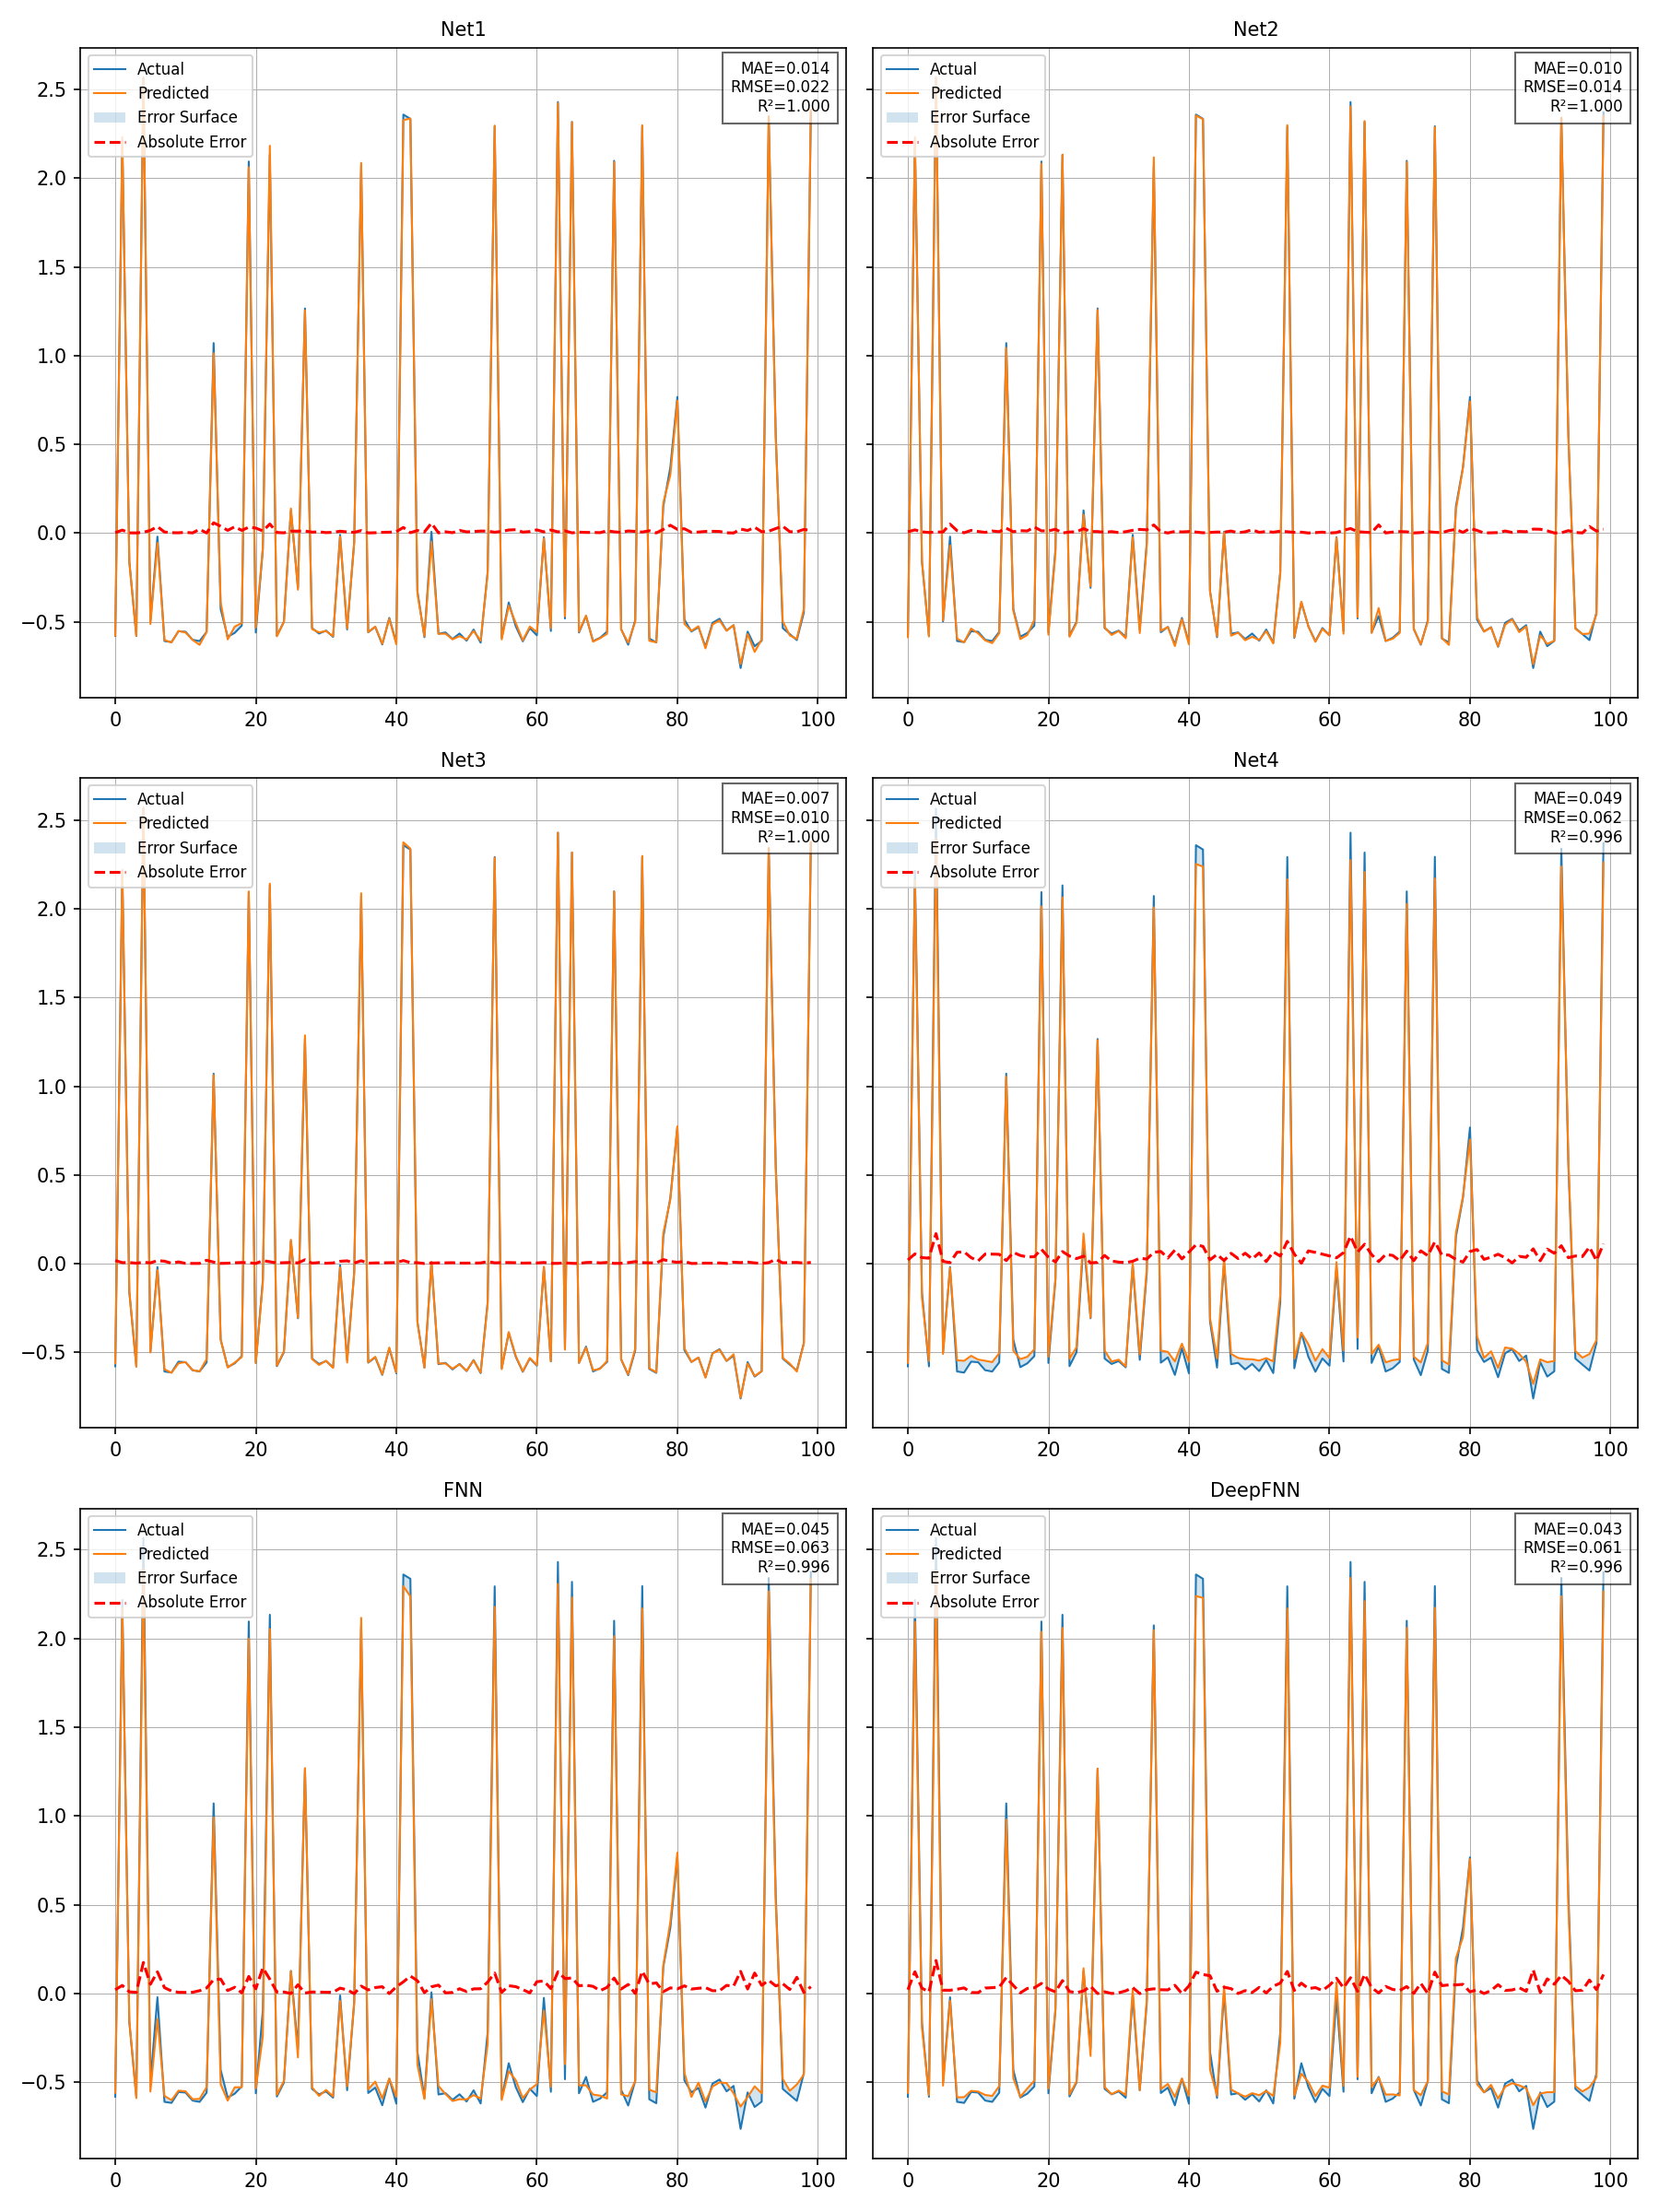 Net1
Actual
Predicted
Error Surface
Absolute Error
MAE=0.014
RMSE=0.022
R²=1.000
2.5
2.0
1.5
1.0
0.5
0.0
−0.5
0 20 40 60 80 100
Net2
Actual
Predicted
Error Surface
Absolute Error
MAE=0.010
RMSE=0.014
R²=1.000
0 20 40 60 80 100
Net3
Actual
Predicted
Error Surface
Absolute Error
MAE=0.007
RMSE=0.010
R²=1.000
2.5
2.0
1.5
1.0
0.5
0.0
−0.5
0 20 40 60 80 100
Net4
Actual
Predicted
Error Surface
Absolute Error
MAE=0.049
RMSE=0.062
R²=0.996
0 20 40 60 80 100
FNN
Actual
Predicted
Error Surface
Absolute Error
MAE=0.045
RMSE=0.063
R²=0.996
2.5
2.0
1.5
1.0
0.5
0.0
−0.5
0 20 40 60 80 100
DeepFNN
Actual
Predicted
Error Surface
Absolute Error
MAE=0.043
RMSE=0.061
R²=0.996
0 20 40 60 80 100